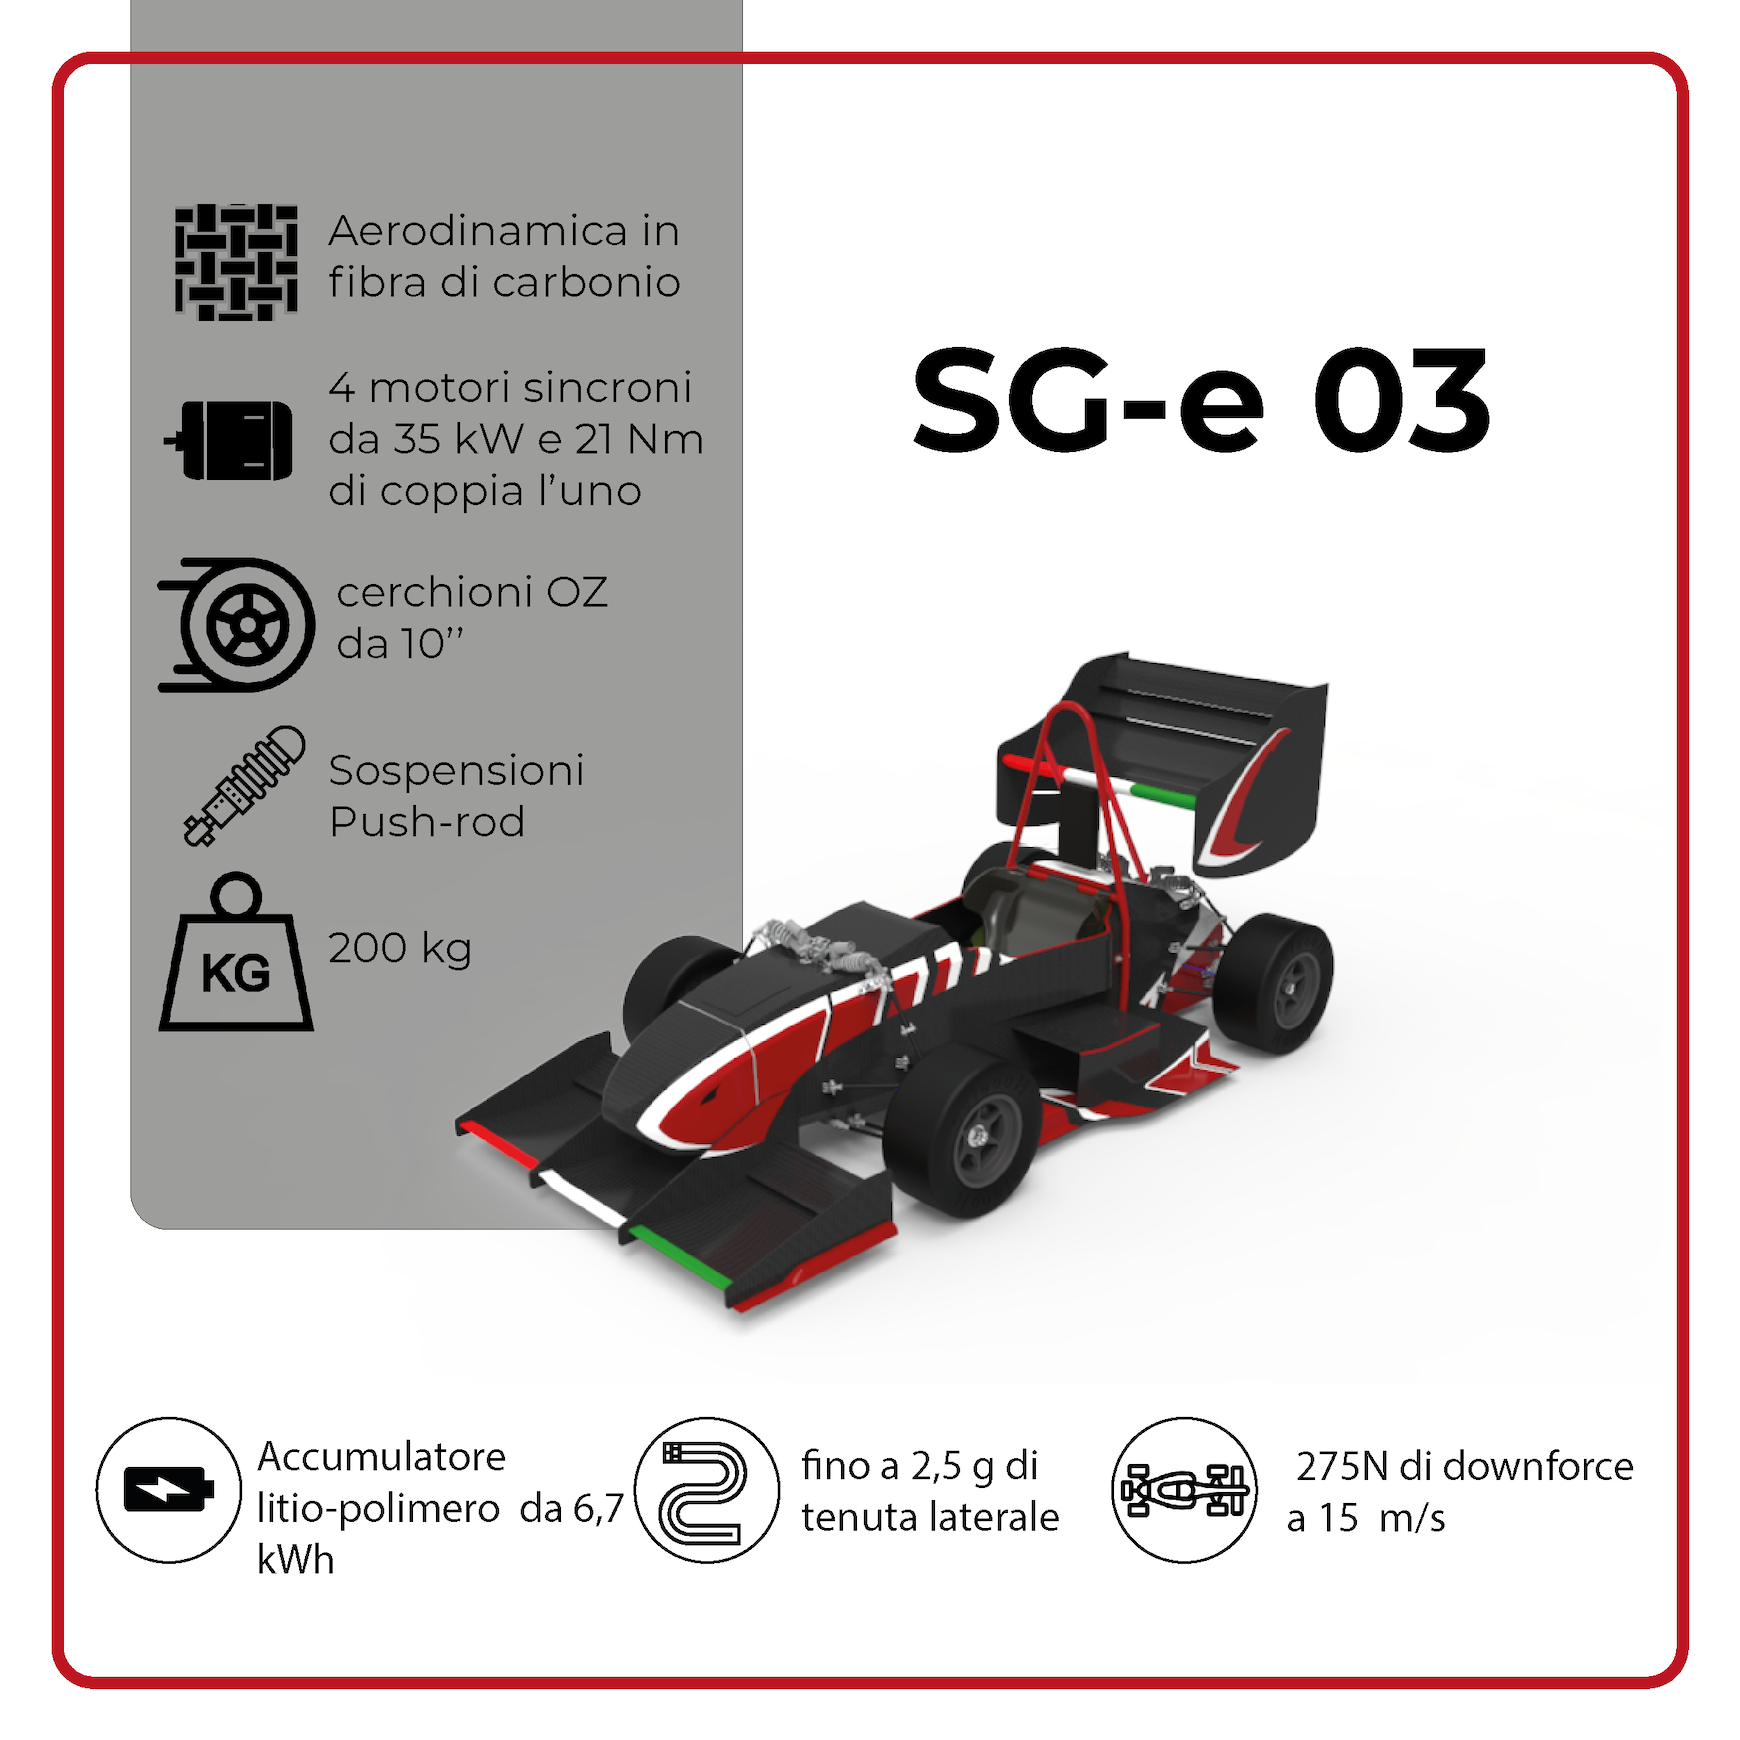 Aerodinamica in
fibra di carbonio
4 motori sincroni
da 35 kW e 21 Nm
di coppia l’uno
cerchioni OZ
da 10’’
Sospensioni
Push-rod
KG
200 kg
SG-e 03
Accumulatore
litio-polimero  da 6,7
kWh
fino a 2,5 g di
tenuta laterale
275N di downforce
a 15  m/s